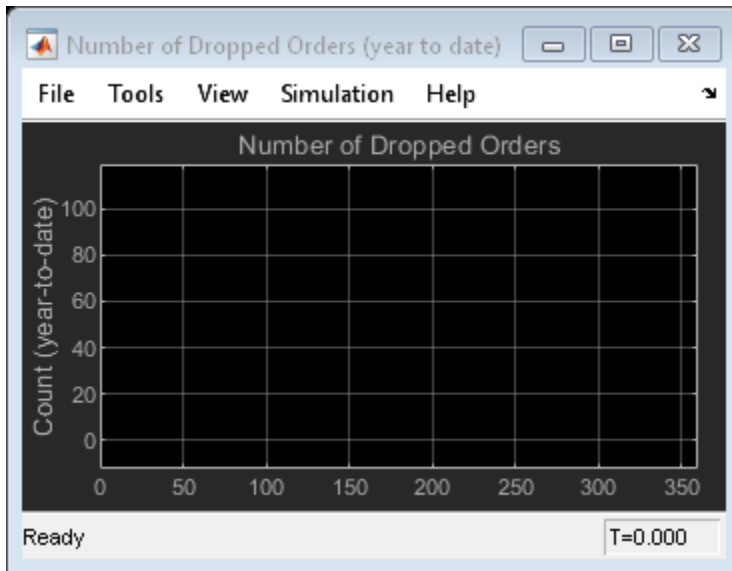 Number of Dropped Orders (year to date)
File Tools View Simulation Help
Number of Dropped Orders
Count (year-to-date)
100
80
60
40
20
0
0 50 100 150 200 250 300 350
Ready T=0.000